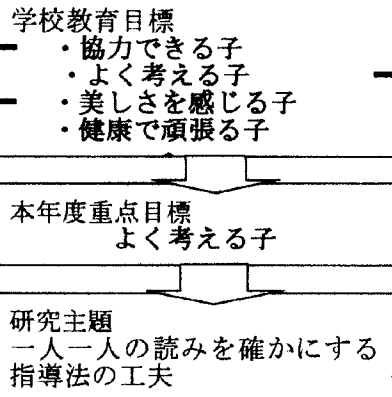 学校教育目標
・協力できる子
・よく考える子
・美しさを感じる子
・健康で頑張る子
本年度重点目標
よく考える子
研究主題
一人一人の読みを確かにする
指導法の工夫